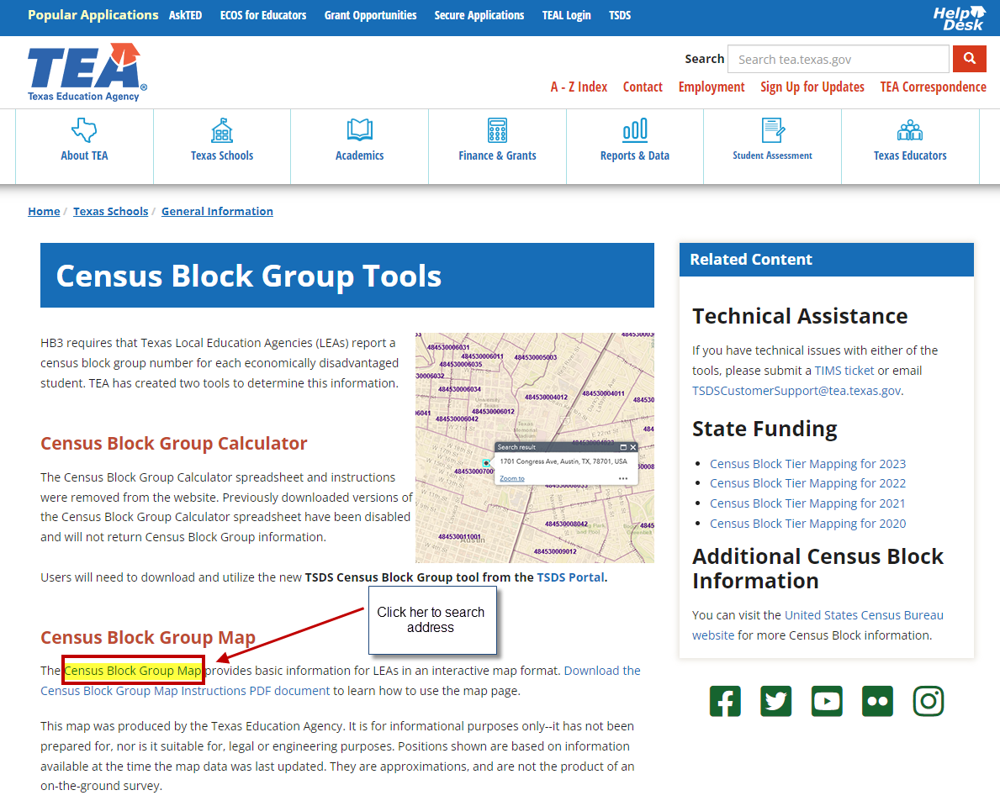 Popular Applications AskTED ECOS for Educators Grant Opportunities Secure Applications TEAL Login TSDS
Help Desk
TEA®
Texas Education Agency
Search Search tea.texas.gov
A - Z Index Contact Employment Sign Up for Updates TEA Correspondence
About TEA Texas Schools Academics Finance & Grants Reports & Data Student Assessment Texas Educators
Home / Texas Schools / General Information
Census Block Group Tools
HB3 requires that Texas Local Education Agencies (LEAs) report a
census block group number for each economically disadvantaged
student. TEA has created two tools to determine this information.
484530006031
484530006011
484530005003
484530006035
484530006034
484530004012
484530004011
484530006012
484530006042
University of Texas
Texas Memorial Stadium
Search result
1701 Congress Ave, Austin, TX, 78701, USA
Zoom to
484530008042
484530011001
Austin
484530009012
Census Block Group Calculator
The Census Block Group Calculator spreadsheet and instructions
were removed from the website. Previously downloaded versions of
the Census Block Group Calculator spreadsheet have been disabled
and will not return Census Block Group information.
Users will need to download and utilize the new TSDS Census Block Group tool from the TSDS Portal.
Click her to search
address
Census Block Group Map
The Census Block Group Map provides basic information for LEAs in an interactive map format. Download the
Census Block Group Map Instructions PDF document to learn how to use the map page.
This map was produced by the Texas Education Agency. It is for informational purposes only--it has not been
prepared for, nor is it suitable for, legal or engineering purposes. Positions shown are based on information
available at the time the map data was last updated. They are approximations, and are not the product of an
on-the-ground survey.
Related Content
Technical Assistance
If you have technical issues with either of the
tools, please submit a TIMS ticket or email
TSDSCustomerSupport@tea.texas.gov.
State Funding
Census Block Tier Mapping for 2023
Census Block Tier Mapping for 2022
Census Block Tier Mapping for 2021
Census Block Tier Mapping for 2020
Additional Census Block
Information
You can visit the United States Census Bureau
website for more Census Block information.